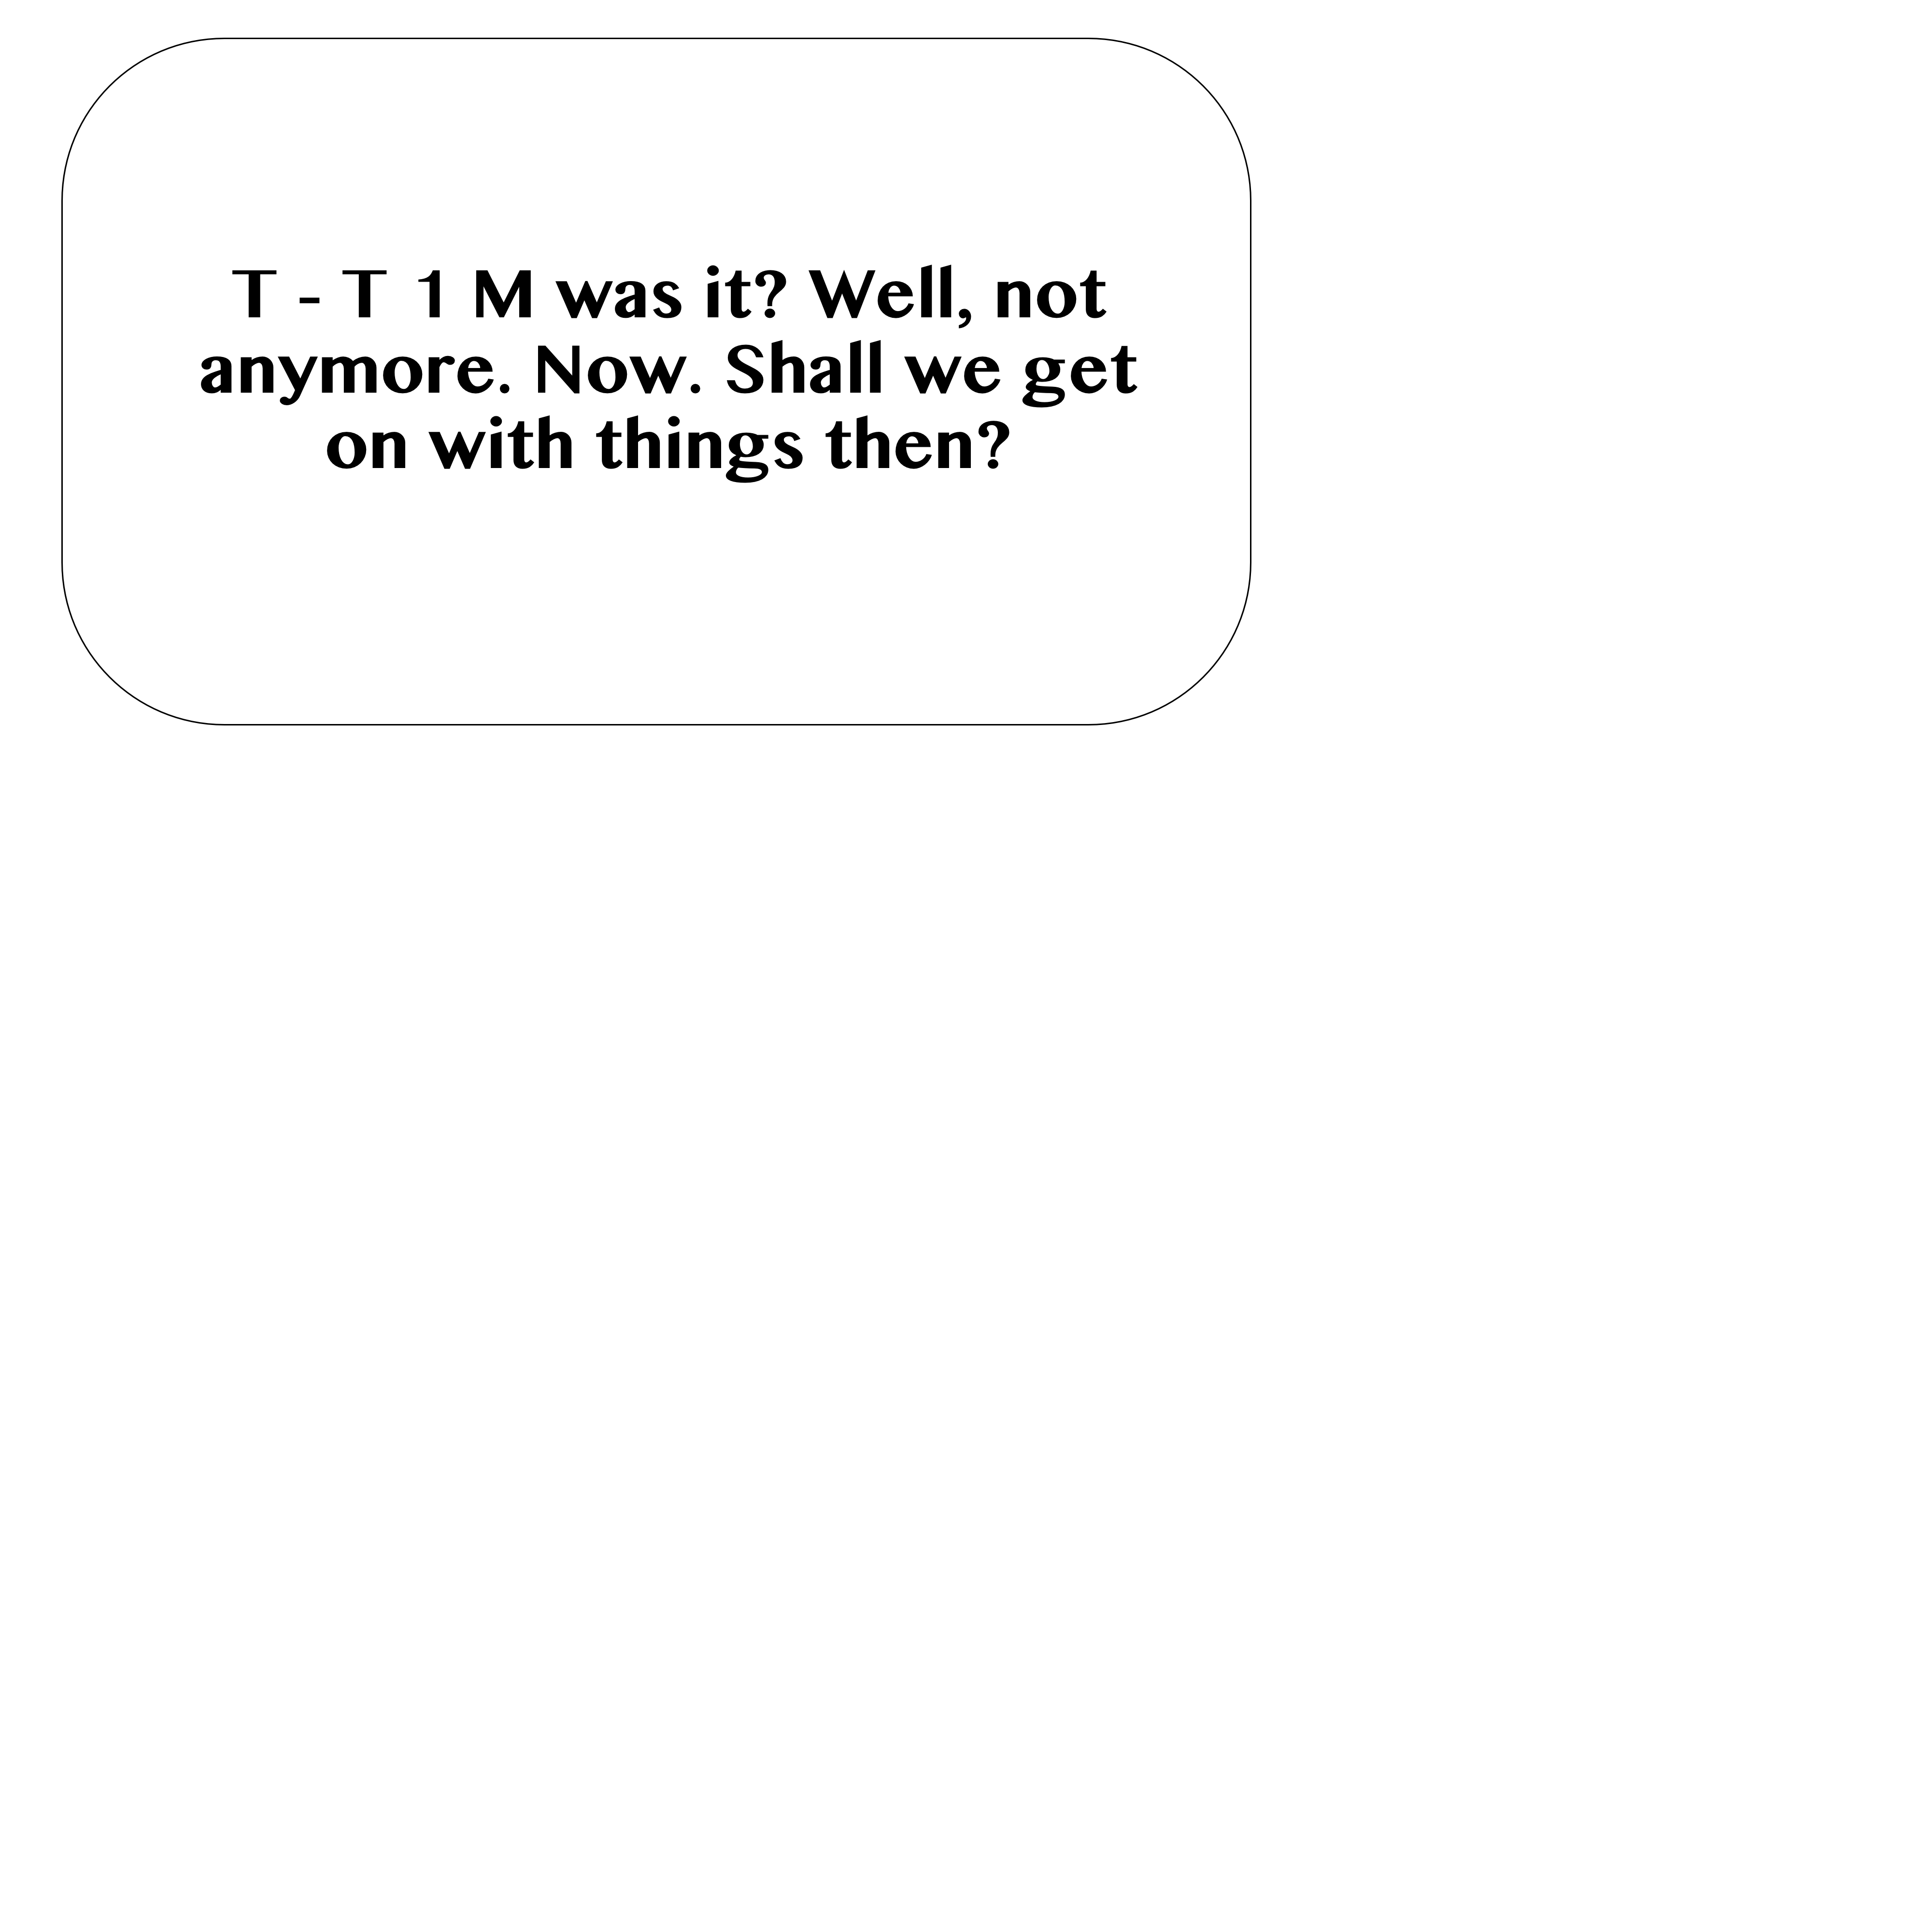 T - T 1 M was it? Well, not
anymore. Now. Shall we get
on with things then?